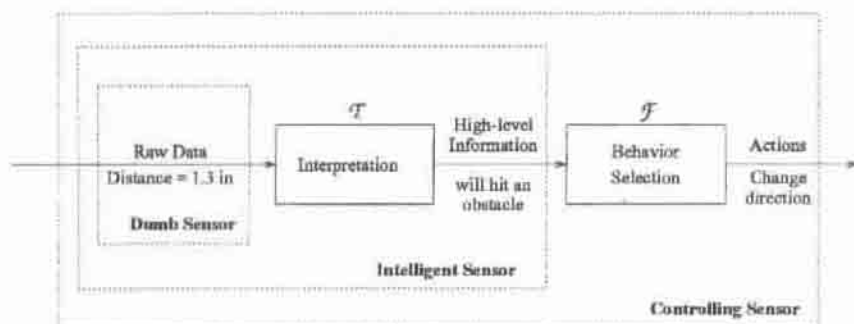 𝒯
ℱ
Raw Data
Distance = 1.3 in
Dumb Sensor
Interpretation
High-level
Information
will hit an
obstacle
Behavior
Selection
Actions
Change
direction
Intelligent Sensor
Controlling Sensor